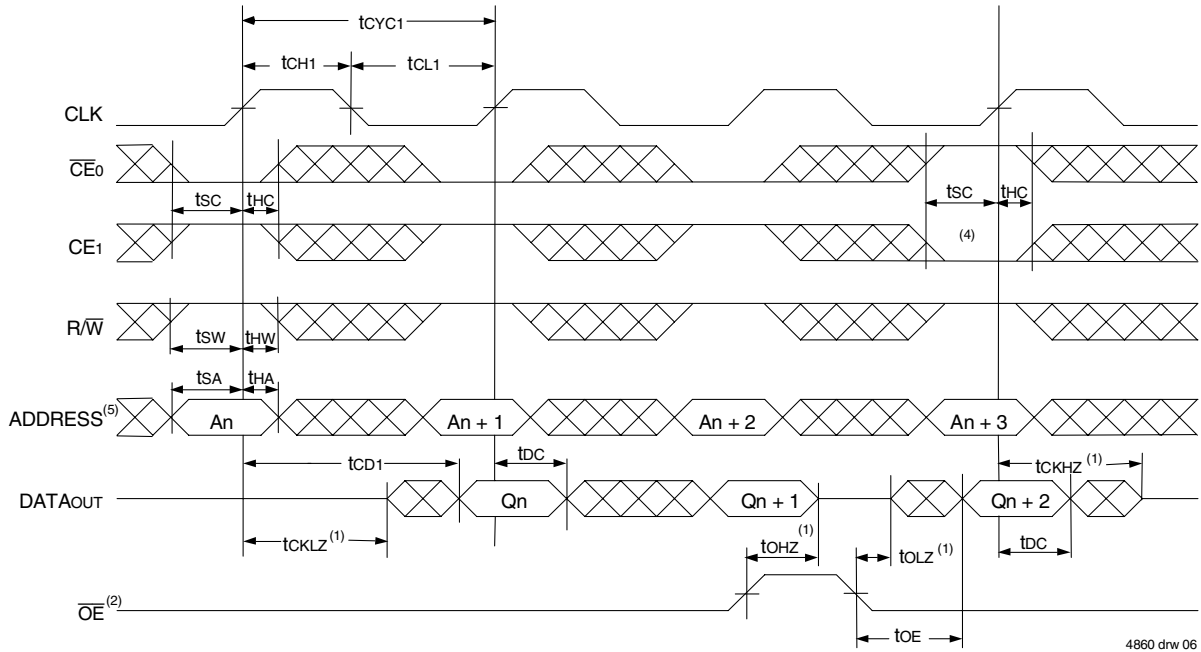 tCYC1
tCH1 tCL1
CLK
CE0
tSC tHC tSC tHC
CE1 (4)
R/W
tSW tHW
tSA tHA
ADDRESS(5) An An + 1 An + 2 An + 3
tCD1 tDC tCKHZ (1)
DATAOUT Qn Qn + 1 Qn + 2
tCKLZ (1) tOHZ (1) tOLZ (1) tDC
OE(2)
tOE
4860 drw 06